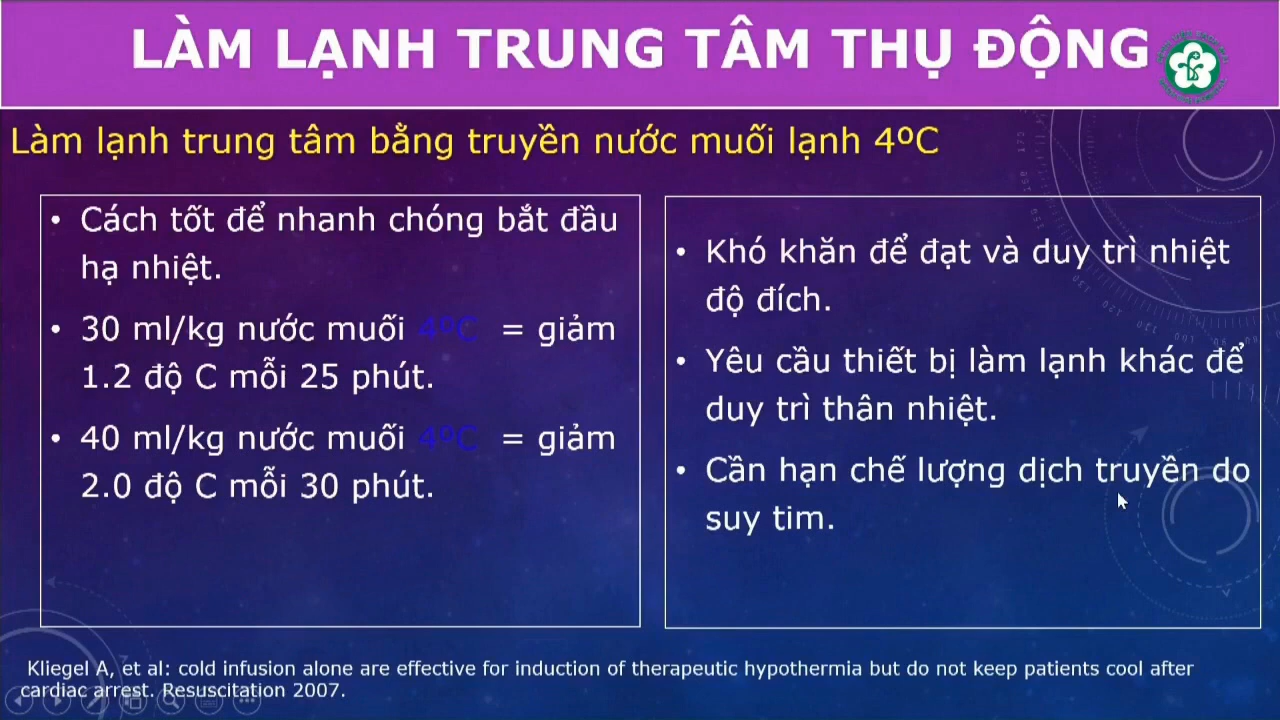 LÀM LẠNH TRUNG TÂM THỤ ĐỘNG
Làm lạnh trung tâm bằng truyền nước muối lạnh 4ºC
• Cách tốt để nhanh chóng bắt đầu
hạ nhiệt.
• 30 ml/kg nước muối 4ºC = giảm
1.2 độ C mỗi 25 phút.
• 40 ml/kg nước muối 4ºC = giảm
2.0 độ C mỗi 30 phút.
• Khó khăn để đạt và duy trì nhiệt
độ đích.
• Yêu cầu thiết bị làm lạnh khác để
duy trì thân nhiệt.
• Cần hạn chế lượng dịch truyền do
suy tim.
Kliegel A, et al: cold infusion alone are effective for induction of therapeutic hypothermia but do not keep patients cool after
cardiac arrest. Resuscitation 2007.